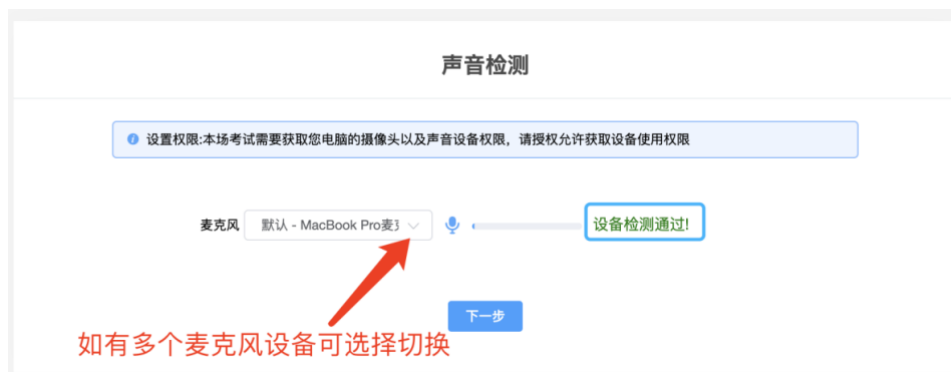 声音检测
设置权限:本场考试需要获取您电脑的摄像头以及声音设备权限，请授权允许获取设备使用权限
麦克风 默认 - MacBook Pro麦 设备检测通过!
下一步
如有多个麦克风设备可选择切换